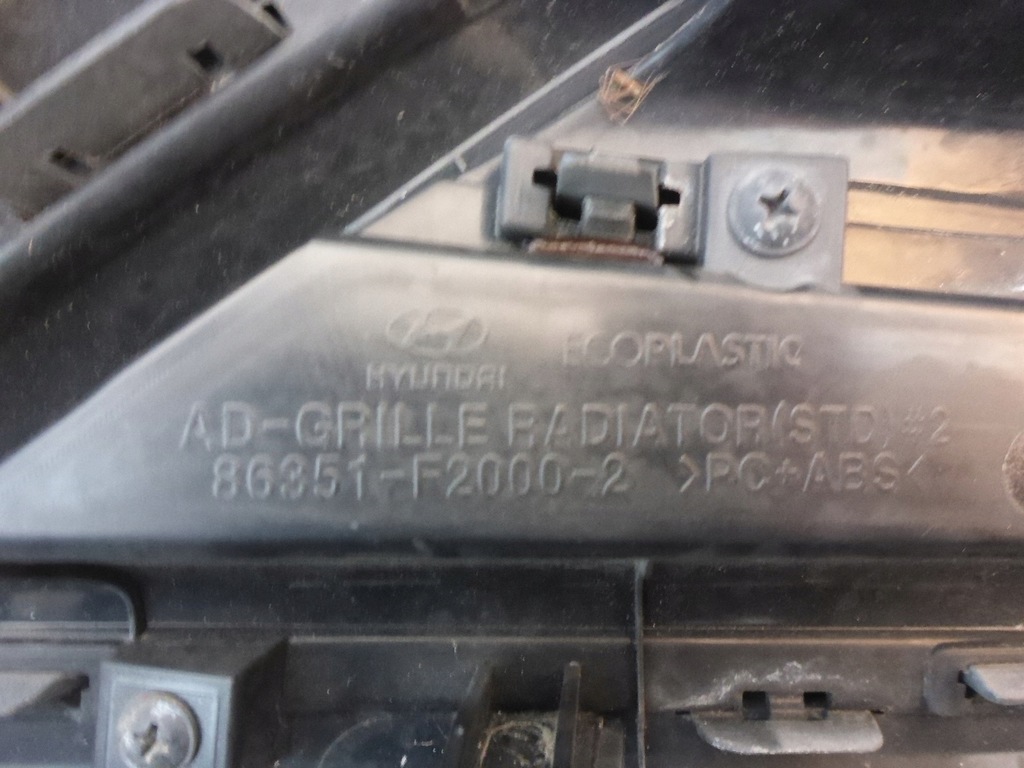 HYUNDAI ECOPLASTIC
AD-GRILLE RADIATOR(STD)#2
86351-F2000-2 >PC+ABS<